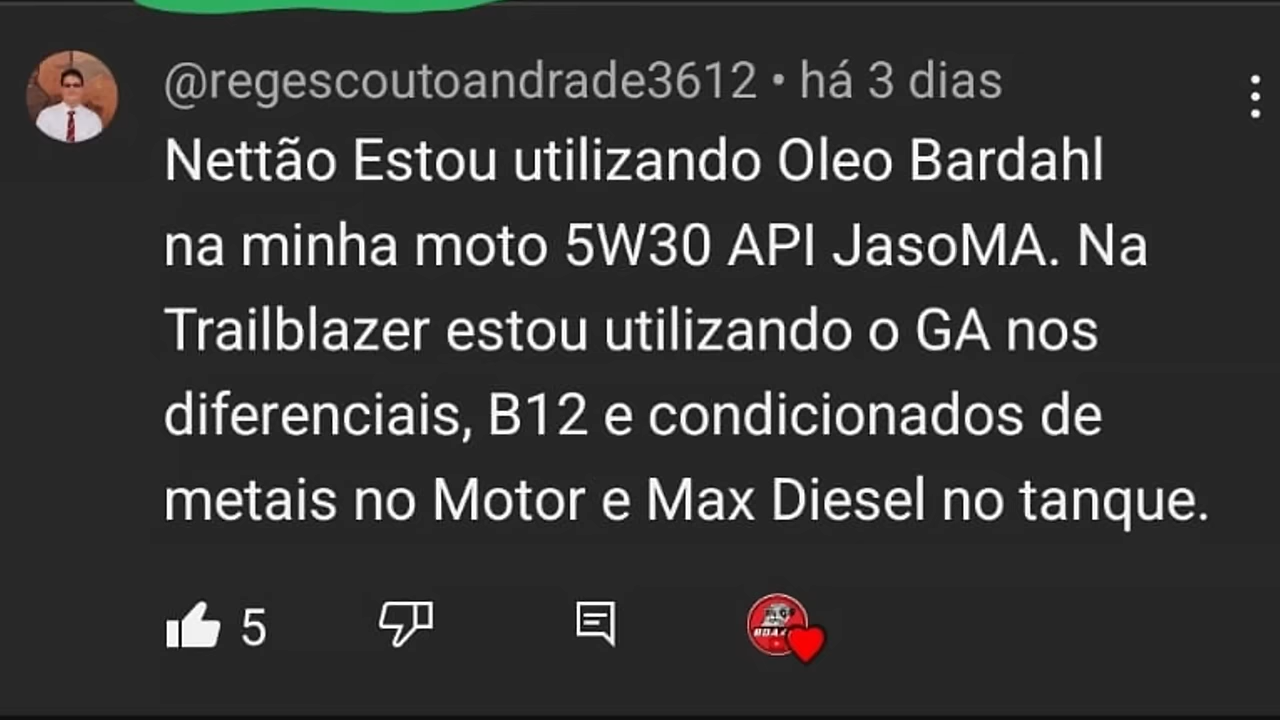 @regescoutoandrade3612 • há 3 dias
Nettão Estou utilizando Oleo Bardahl
na minha moto 5W30 API JasoMA. Na
Trailblazer estou utilizando o GA nos
diferenciais, B12 e condicionados de
metais no Motor e Max Diesel no tanque.
5